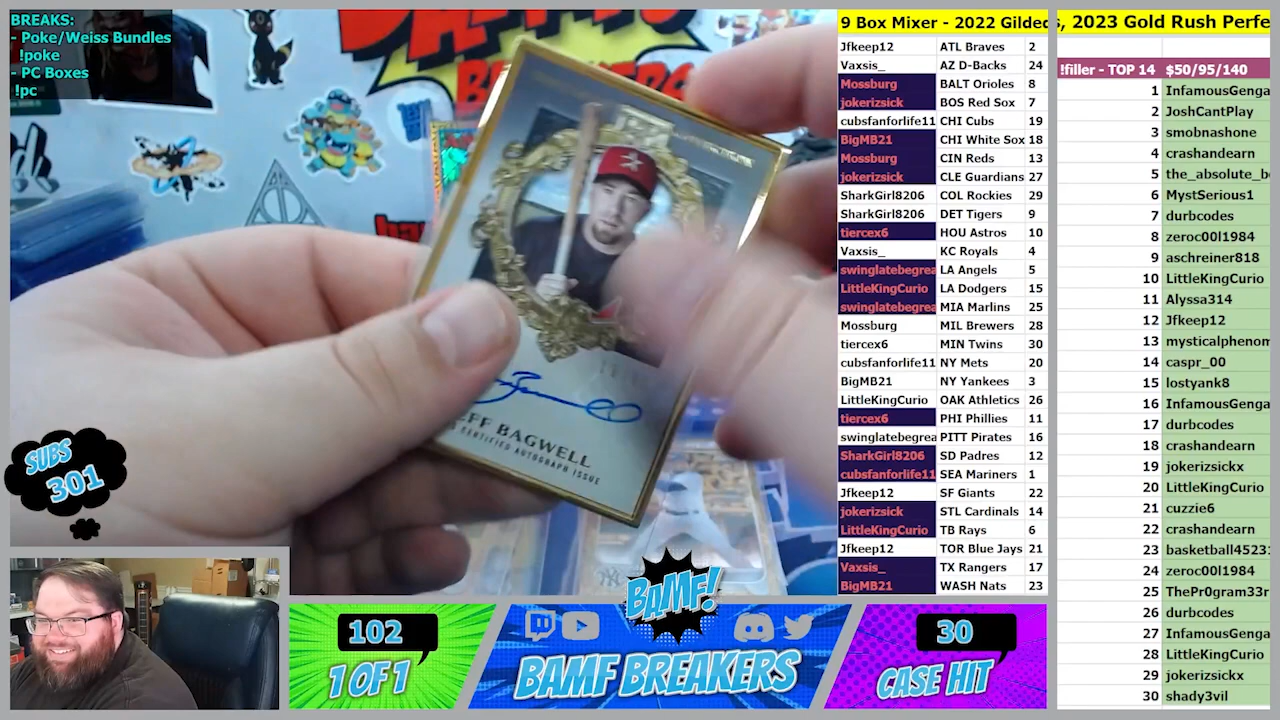 BREAKS:
- Poke/Weiss Bundles
!poke
- PC Boxes
!pc
EFF BAGWELL
CERTIFIED AUTOGRAPH ISSUE
SUBS
301
102
1 OF 1
BAMF!
BAMF BREAKERS
30
CASE HIT
9 Box Mixer - 2022 Gilded
Jfkeep12 ATL Braves 2
Vaxsis_ AZ D-Backs 24
Mossburg BALT Orioles 8
jokerizsick BOS Red Sox 7
cubsfanforlife11 CHI Cubs 19
BigMB21 CHI White Sox 18
Mossburg CIN Reds 13
jokerizsick CLE Guardians 27
SharkGirl8206 COL Rockies 29
SharkGirl8206 DET Tigers 9
tiercex6 HOU Astros 10
Vaxsis_ KC Royals 4
swinglatebegrea LA Angels 5
LittleKingCurio LA Dodgers 15
swinglatebegrea MIA Marlins 25
Mossburg MIL Brewers 28
tiercex6 MIN Twins 30
cubsfanforlife11 NY Mets 20
BigMB21 NY Yankees 3
LittleKingCurio OAK Athletics 26
tiercex6 PHI Phillies 11
swinglatebegrea PITT Pirates 16
SharkGirl8206 SD Padres 12
cubsfanforlife11 SEA Mariners 1
Jfkeep12 SF Giants 22
jokerizsick STL Cardinals 14
LittleKingCurio TB Rays 6
Jfkeep12 TOR Blue Jays 21
Vaxsis_ TX Rangers 17
BigMB21 WASH Nats 23
s, 2023 Gold Rush Perfe
!filler - TOP 14 $50/95/140
1 InfamousGenga
2 JoshCantPlay
3 smobnashone
4 crashandearn
5 the_absolute_b
6 MystSerious1
7 durbcodes
8 zeroc00l1984
9 aschreiner818
10 LittleKingCurio
11 Alyssa314
12 Jfkeep12
13 mysticalphenom
14 caspr_00
15 lostyank8
16 InfamousGenga
17 durbcodes
18 crashandearn
19 jokerizsickx
20 LittleKingCurio
21 cuzzie6
22 crashandearn
23 basketball4523
24 zeroc00l1984
25 ThePr0gram33r
26 durbcodes
27 InfamousGenga
28 LittleKingCurio
29 jokerizsickx
30 shady3vil